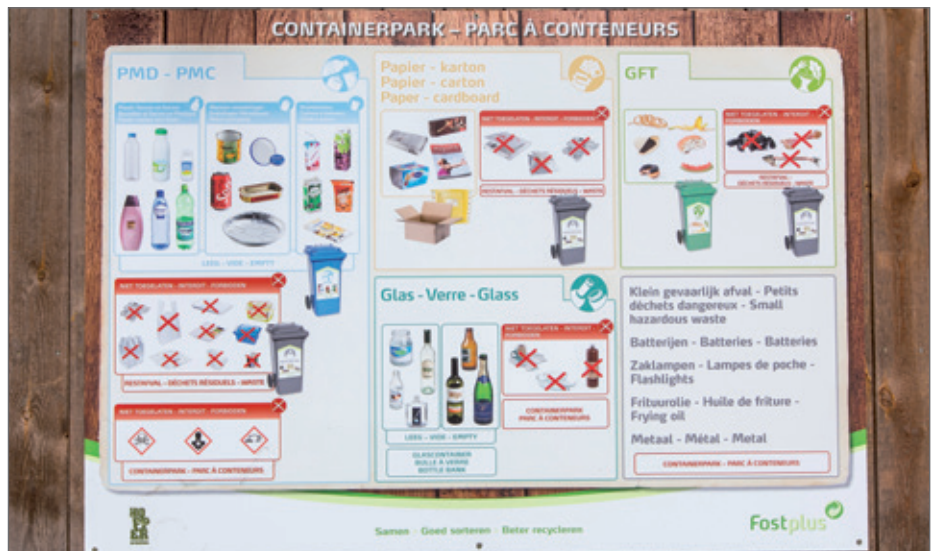 CONTAINERPARK – PARC À CONTENEURS
PMD - PMC
LEEG - VIDE - EMPTY
NIET TOEGELATEN - INTERDIT - FORBIDDEN
RESTAFVAL - DÉCHETS RÉSIDUELS - WASTE
NIET TOEGELATEN - INTERDIT - FORBIDDEN
CONTAINERPARK - PARC À CONTENEURS
Papier - karton
Papier - carton
Paper - cardboard
NIET TOEGELATEN - INTERDIT - FORBIDDEN
RESTAFVAL - DÉCHETS RÉSIDUELS - WASTE
GFT
NIET TOEGELATEN - INTERDIT -
FORBIDDEN
RESTAFVAL -
DÉCHETS RÉSIDUELS - WASTE
Glas - Verre - Glass
NIET TOEGELATEN - INTERDIT -
FORBIDDEN
CONTAINERPARK
PARC À CONTENEURS
LEEG - VIDE - EMPTY
GLASCONTAINER
BULLE À VERRE
BOTTLE BANK
Klein gevaarlijk afval - Petits
déchets dangereux - Small
hazardous waste
Batterijen - Batteries - Batteries
Zaklampen - Lampes de poche -
Flashlights
Frituurolie - Huile de friture -
Frying oil
Metaal - Métal - Metal
CONTAINERPARK - PARC À CONTENEURS
Samen · Goed sorteren · Beter recycleren
Fostplus